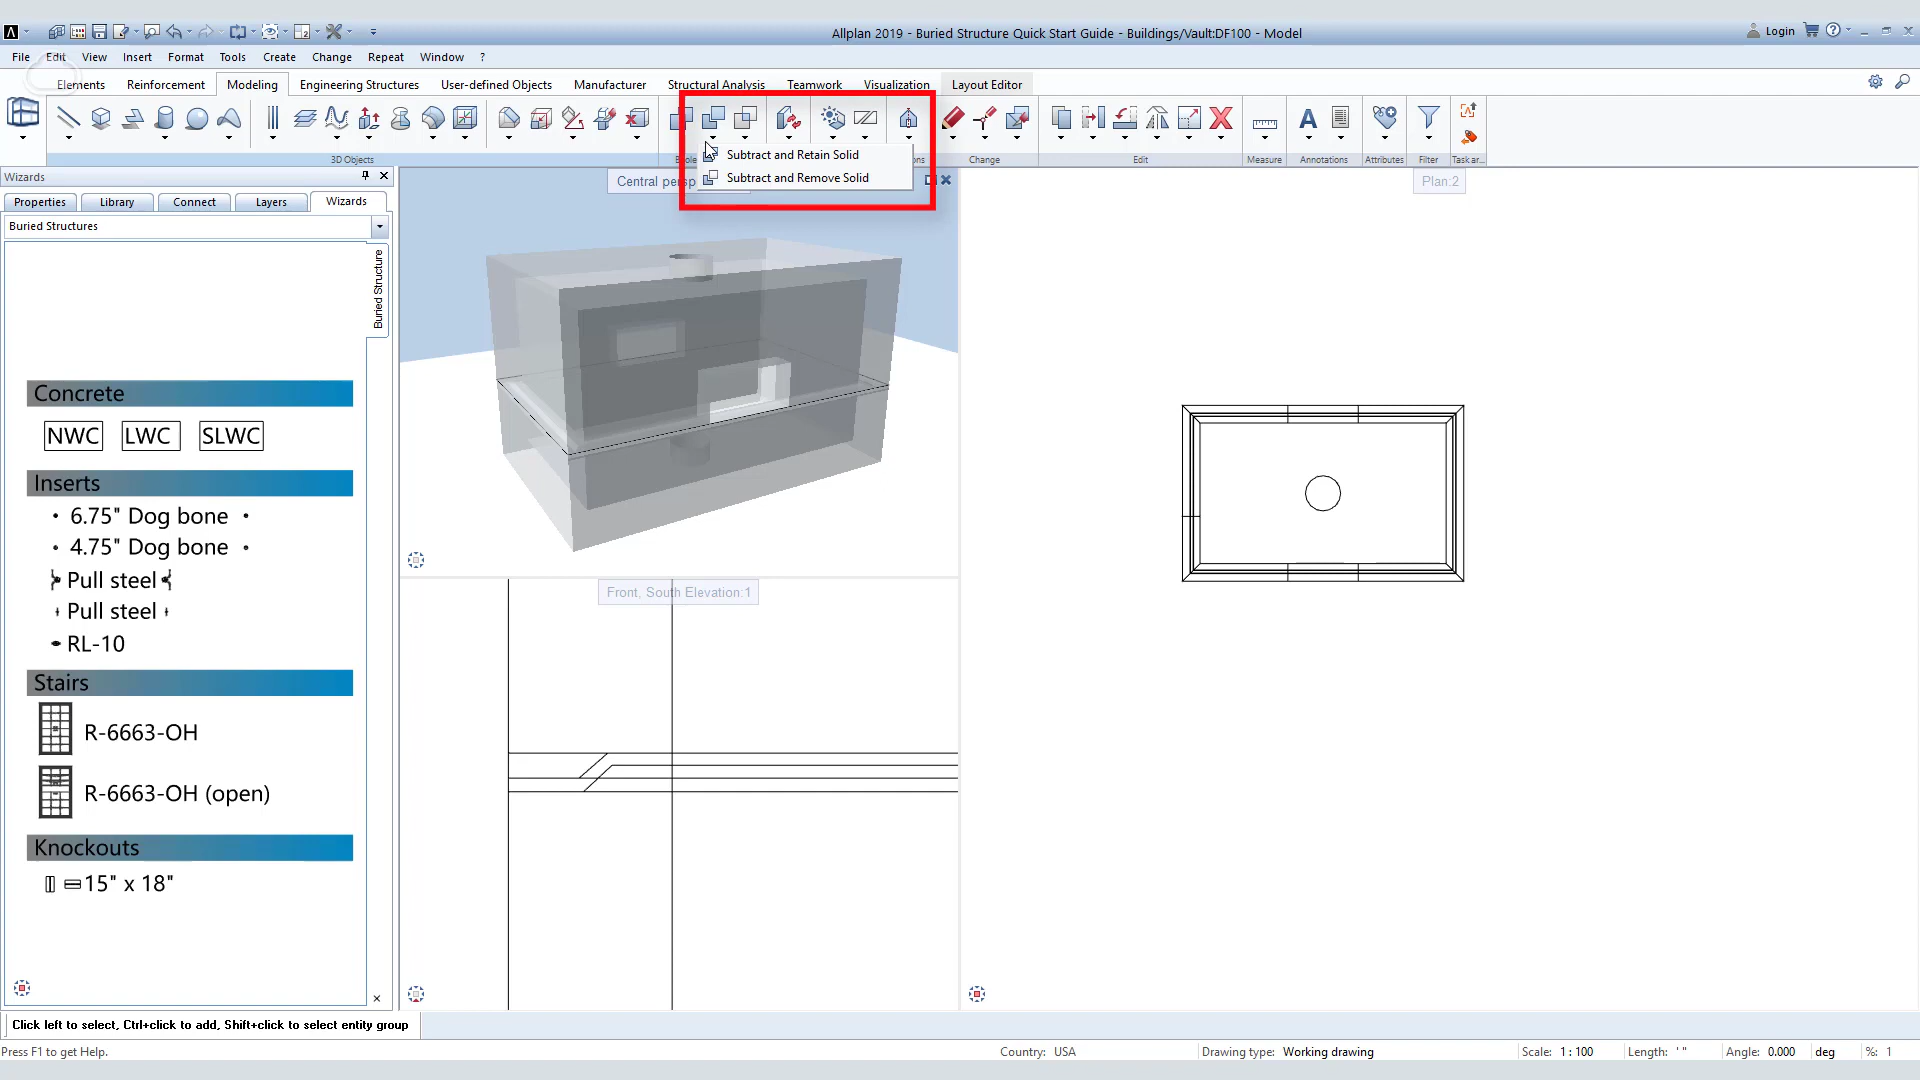 Allplan 2019 - Buried Structure Quick Start Guide - Buildings/Vault:DF100 - Model
Login
File Edit View Insert Format Tools Create Change Repeat Window ?
Elements Reinforcement Modeling Engineering Structures User-defined Objects Manufacturer Structural Analysis Teamwork Visualization Layout Editor
3D Objects
Change
Edit
Measure
Annotations
Attributes
Filter
Task ar...
Subtract and Retain Solid
Subtract and Remove Solid
Wizards
Properties Library Connect Layers Wizards
Buried Structures
Buried Structure
Concrete
NWC LWC SLWC
Inserts
6.75" Dog bone
4.75" Dog bone
Pull steel
Pull steel
RL-10
Stairs
R-6663-OH
R-6663-OH (open)
Knockouts
15" x 18"
Central persp
Front, South Elevation:1
Plan:2
Click left to select, Ctrl+click to add, Shift+click to select entity group
Press F1 to get Help.
Country: USA
Drawing type: Working drawing
Scale: 1 : 100
Length: ' "
Angle: 0.000 deg
%: 1